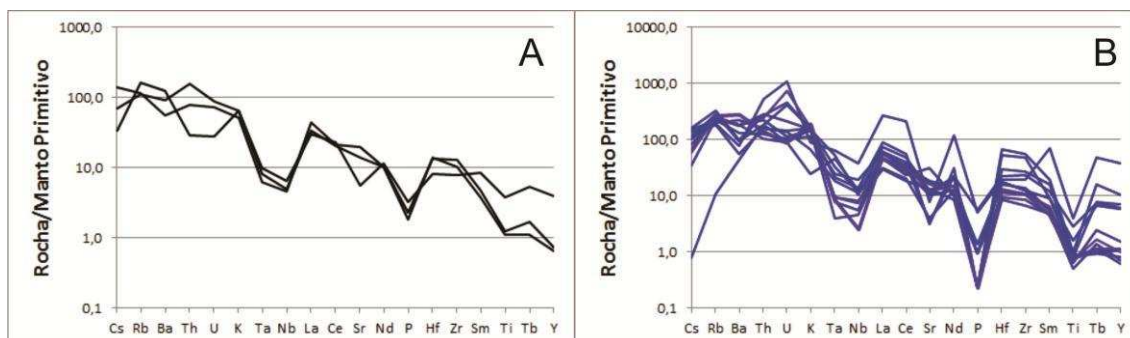 A
Rocha/Manto Primitivo
1000,0
100,0
10,0
1,0
0,1
Cs Rb Ba Th U K Ta Nb La Ce Sr Nd P Hf Zr Sm Ti Tb Y
B
Rocha/Manto Primitivo
10000,0
1000,0
100,0
10,0
1,0
0,1
Cs Rb Ba Th U K Ta Nb La Ce Sr Nd P Hf Zr Sm Ti Tb Y